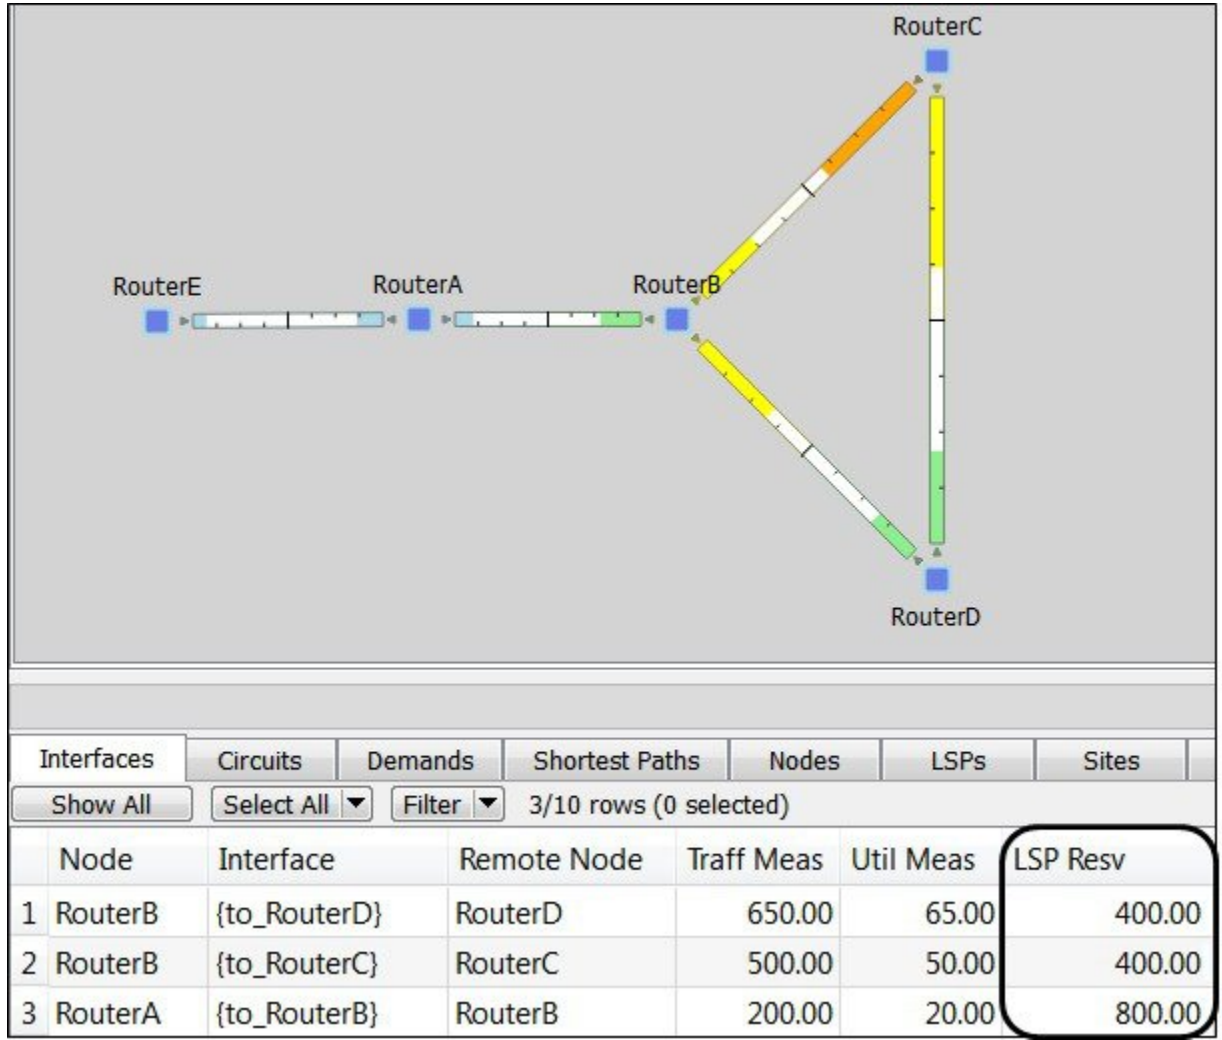 RouterC
RouterE RouterA RouterB
RouterD
Interfaces Circuits Demands Shortest Paths Nodes LSPs Sites
Show All Select All Filter 3/10 rows (0 selected)
Node Interface Remote Node Traff Meas Util Meas LSP Resv
1 RouterB {to_RouterD} RouterD 650.00 65.00 400.00
2 RouterB {to_RouterC} RouterC 500.00 50.00 400.00
3 RouterA {to_RouterB} RouterB 200.00 20.00 800.00